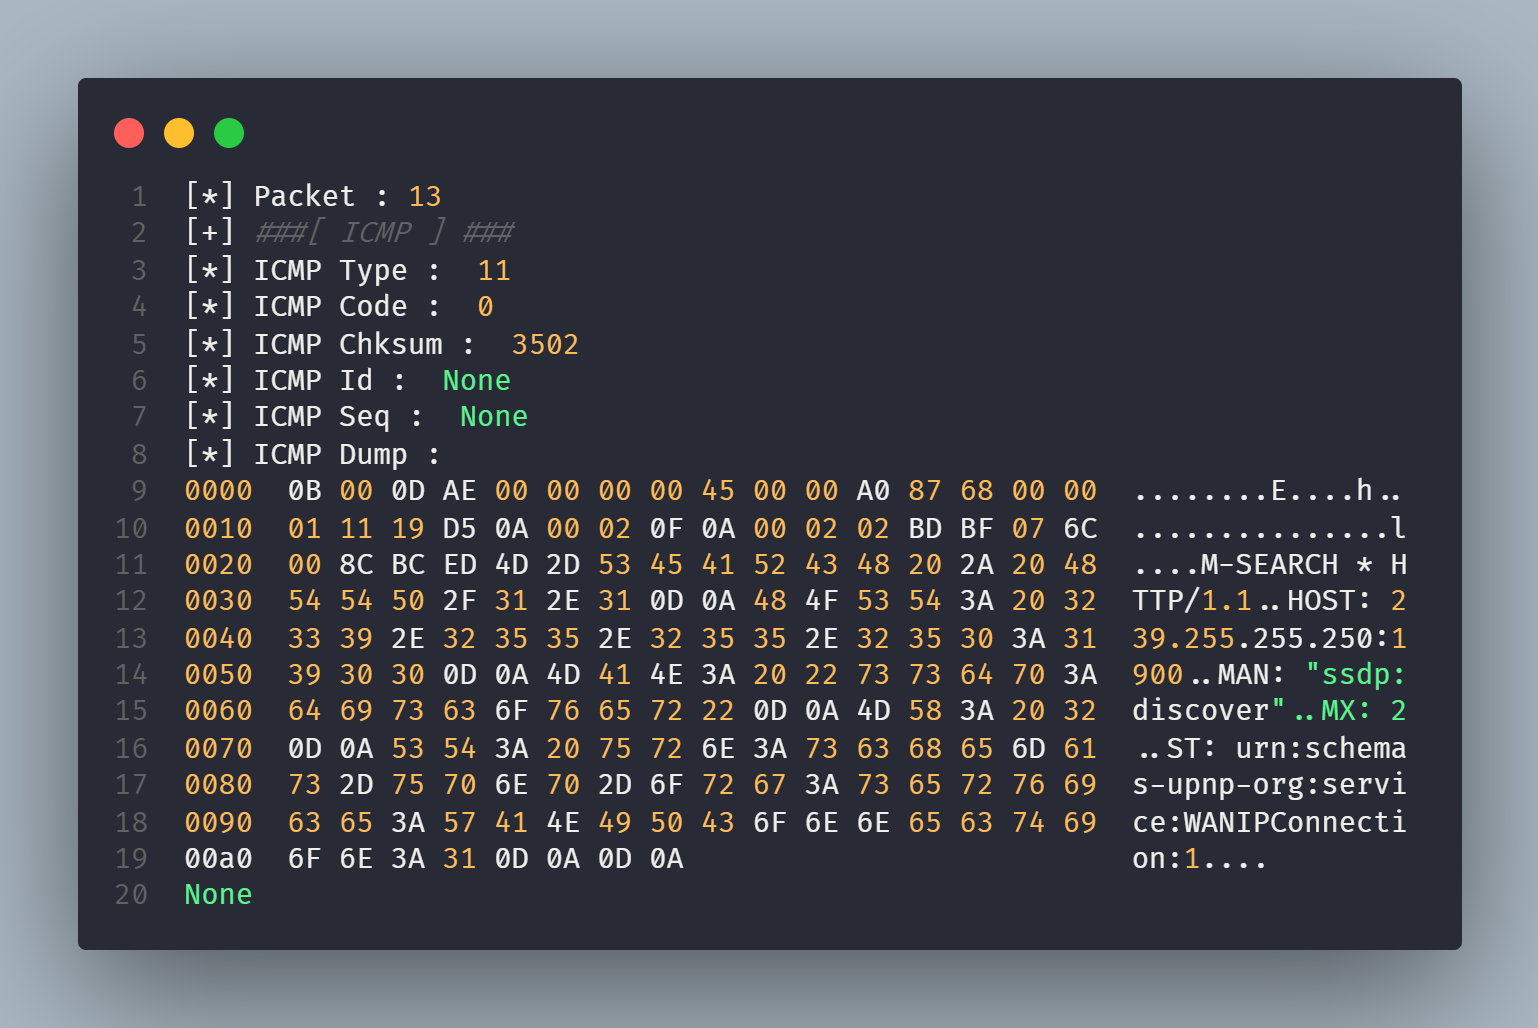 1 [*] Packet : 13
2 [+] ###[ ICMP ] ###
3 [*] ICMP Type :  11
4 [*] ICMP Code :  0
5 [*] ICMP Chksum :  3502
6 [*] ICMP Id :  None
7 [*] ICMP Seq :  None
8 [*] ICMP Dump :
9 0000  0B 00 0D AE 00 00 00 00 45 00 00 A0 87 68 00 00  ........E....h..
10 0010  01 11 19 D5 0A 00 02 0F 0A 00 02 02 BD BF 07 6C  ...............l
11 0020  00 8C BC ED 4D 2D 53 45 41 52 43 48 20 2A 20 48  ....M-SEARCH * H
12 0030  54 54 50 2F 31 2E 31 0D 0A 48 4F 53 54 3A 20 32  TTP/1.1..HOST: 2
13 0040  33 39 2E 32 35 35 2E 32 35 35 2E 32 35 30 3A 31  39.255.255.250:1
14 0050  39 30 30 0D 0A 4D 41 4E 3A 20 22 73 73 64 70 3A  900..MAN: "ssdp:
15 0060  64 69 73 63 6F 76 65 72 22 0D 0A 4D 58 3A 20 32  discover"..MX: 2
16 0070  0D 0A 53 54 3A 20 75 72 6E 3A 73 63 68 65 6D 61  ..ST: urn:schema
17 0080  73 2D 75 70 6E 70 2D 6F 72 67 3A 73 65 72 76 69  s-upnp-org:servi
18 0090  63 65 3A 57 41 4E 49 50 43 6F 6E 6E 65 63 74 69  ce:WANIPConnecti
19 00a0  6F 6E 3A 31 0D 0A 0D 0A  on:1....
20 None